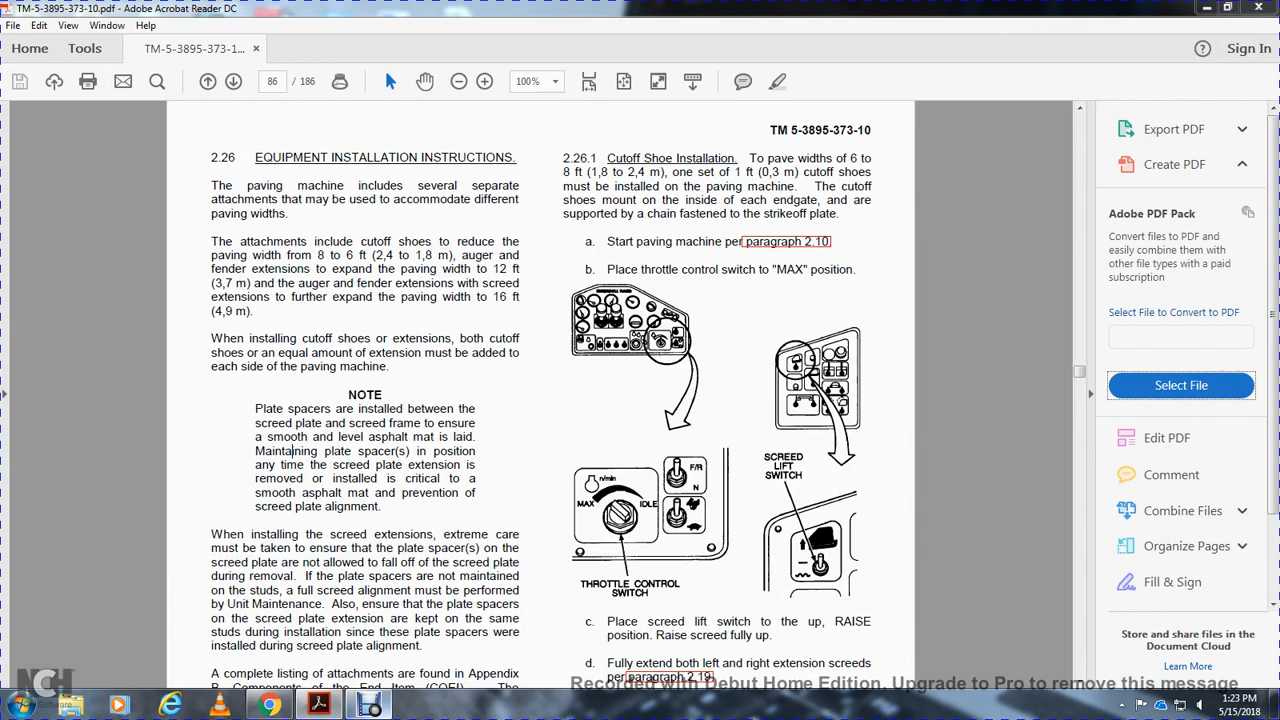 TM-5-3895-373-10.pdf - Adobe Acrobat Reader DC
File Edit View Window Help
Home Tools TM-5-3895-373-1... × Sign In
86 / 186 100%
TM 5-3895-373-10
2.26 EQUIPMENT INSTALLATION INSTRUCTIONS.
The paving machine includes several separate
attachments that may be used to accommodate different
paving widths.
The attachments include cutoff shoes to reduce the
paving width from 8 to 6 ft (2,4 to 1,8 m), auger and
fender extensions to expand the paving width to 12 ft
(3,7 m) and the auger and fender extensions with screed
extensions to further expand the paving width to 16 ft
(4,9 m).
When installing cutoff shoes or extensions, both cutoff
shoes or an equal amount of extension must be added to
each side of the paving machine.
NOTE
Plate spacers are installed between the
screed plate and screed frame to ensure
a smooth and level asphalt mat is laid.
Maintaining plate spacer(s) in position
any time the screed plate extension is
removed or installed is critical to a
smooth asphalt mat and prevention of
screed plate alignment.
When installing the screed extensions, extreme care
must be taken to ensure that the plate spacer(s) on the
screed plate are not allowed to fall off of the screed plate
during removal. If the plate spacers are not maintained
on the studs, a full screed alignment must be performed
by Unit Maintenance. Also, ensure that the plate spacers
on the screed plate extension are kept on the same
studs during installation since these plate spacers were
installed during screed plate alignment.
A complete listing of attachments are found in Appendix
B Components of the End Item (COEI). The
2.26.1 Cutoff Shoe Installation. To pave widths of 6 to
8 ft (1,8 to 2,4 m), one set of 1 ft (0,3 m) cutoff shoes
must be installed on the paving machine. The cutoff
shoes mount on the inside of each endgate, and are
supported by a chain fastened to the strikeoff plate.
a. Start paving machine per paragraph 2.10.
b. Place throttle control switch to "MAX" position.
SCREED
LIFT
SWITCH
n/min
MAX IDLE
F/R
N
THROTTLE CONTROL
SWITCH
c. Place screed lift switch to the up, RAISE
position. Raise screed fully up.
d. Fully extend both left and right extension screeds
per paragraph 2.19.
Export PDF
Create PDF
Adobe PDF Pack
Convert files to PDF
and easily combine them with
other file types with a paid
subscription
Select File to Convert to PDF
Select File
Edit PDF
Comment
Combine Files
Organize Pages
Fill & Sign
Store and share files in the
Document Cloud
Learn More
NCH
Software
Recorded with Debut Home Edition, Upgrade to Pro to remove this message
1:23 PM
5/15/2018